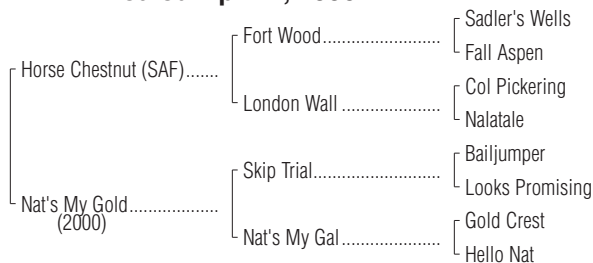 Sadler's Wells
Fort Wood........................
Fall Aspen
Horse Chestnut (SAF).......
Col Pickering
London Wall....................
Nalatale
Bailjumper
Skip Trial.........................
Looks Promising
Nat's My Gold..................
(2000)
Gold Crest
Nat's My Gal....................
Hello Nat